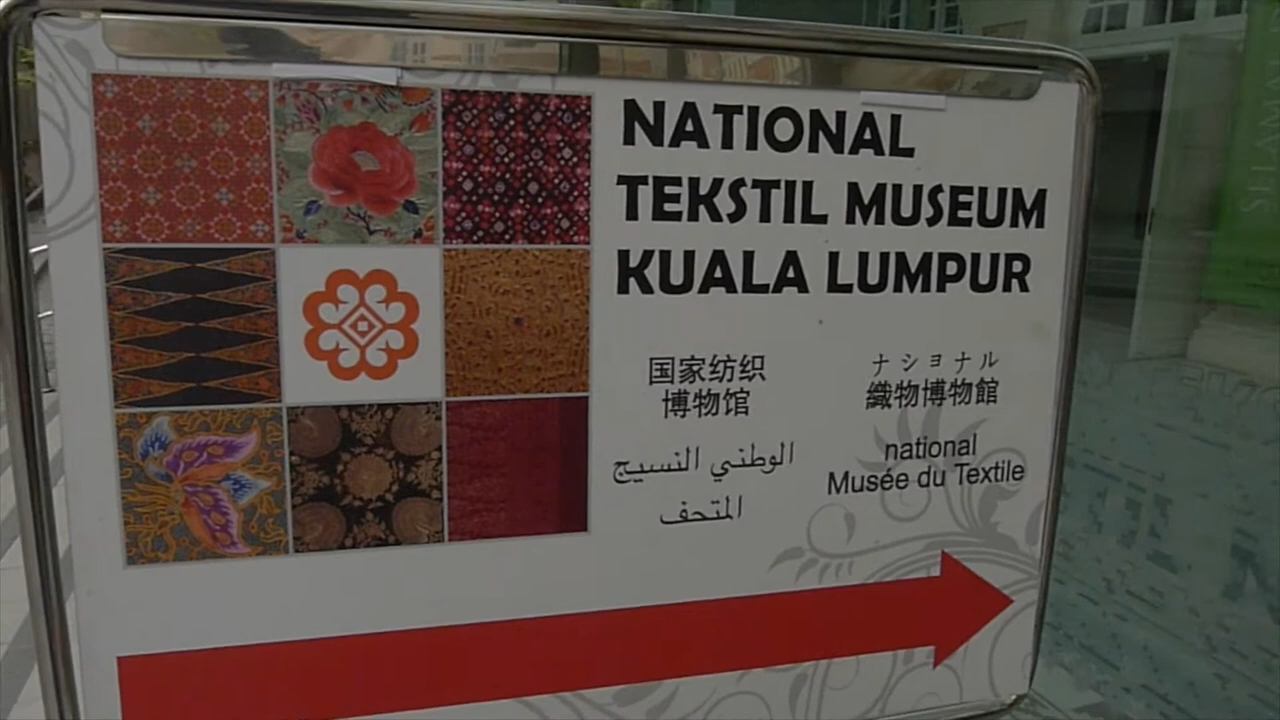 NATIONAL
TEKSTIL MUSEUM
KUALA LUMPUR
国家纺织
博物馆
ナショナル
織物博物館
الوطني النسيج
المتحف
national
Musée du Textile